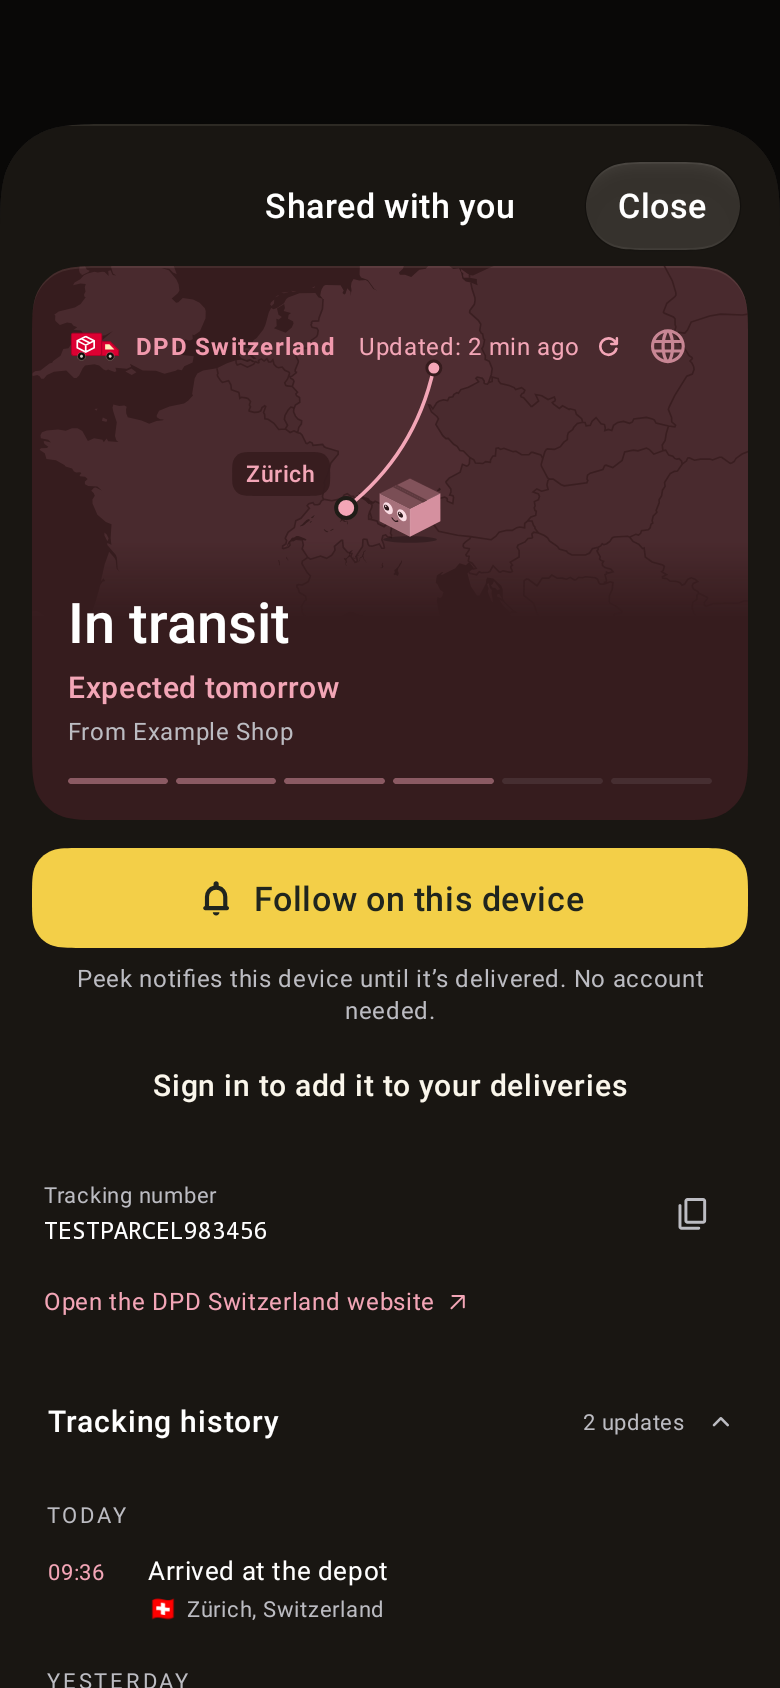 Shared with you
Close
DPD Switzerland
Updated: 2 min ago
Zürich
In transit
Expected tomorrow
From Example Shop
Follow on this device
Peek notifies this device until it’s delivered. No account
needed.
Sign in to add it to your deliveries
Tracking number
TESTPARCEL983456
Open the DPD Switzerland website
Tracking history
2 updates
TODAY
09:36
Arrived at the depot
Zürich, Switzerland
YESTERDAY